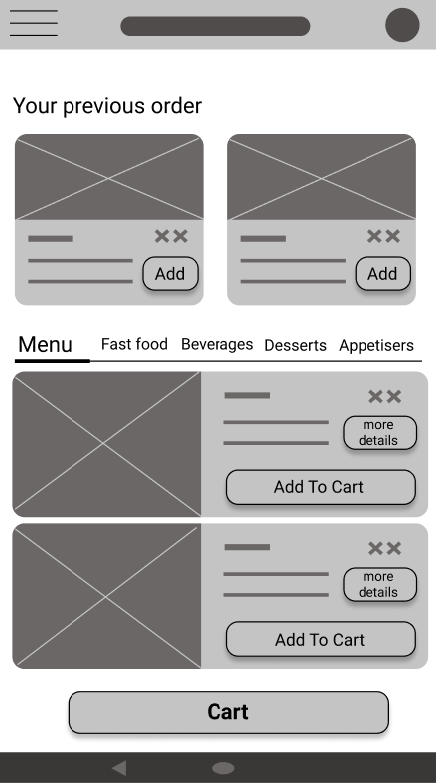 Your previous order
Add Add
Menu Fast food Beverages Desserts Appetisers
more
details
Add To Cart
more
details
Add To Cart
Cart